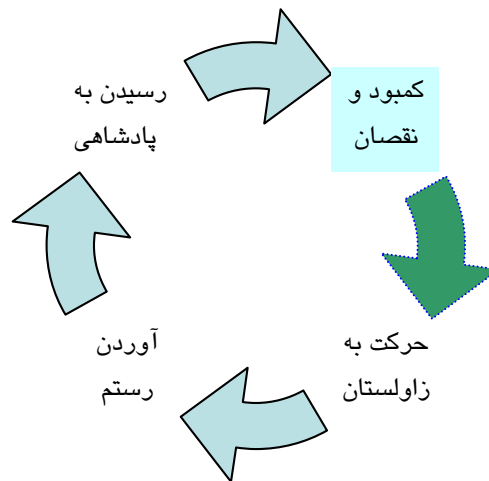 کمبود و
نقصان
حرکت به
زاولستان
آوردن
رستم
رسیدن به
پادشاهی